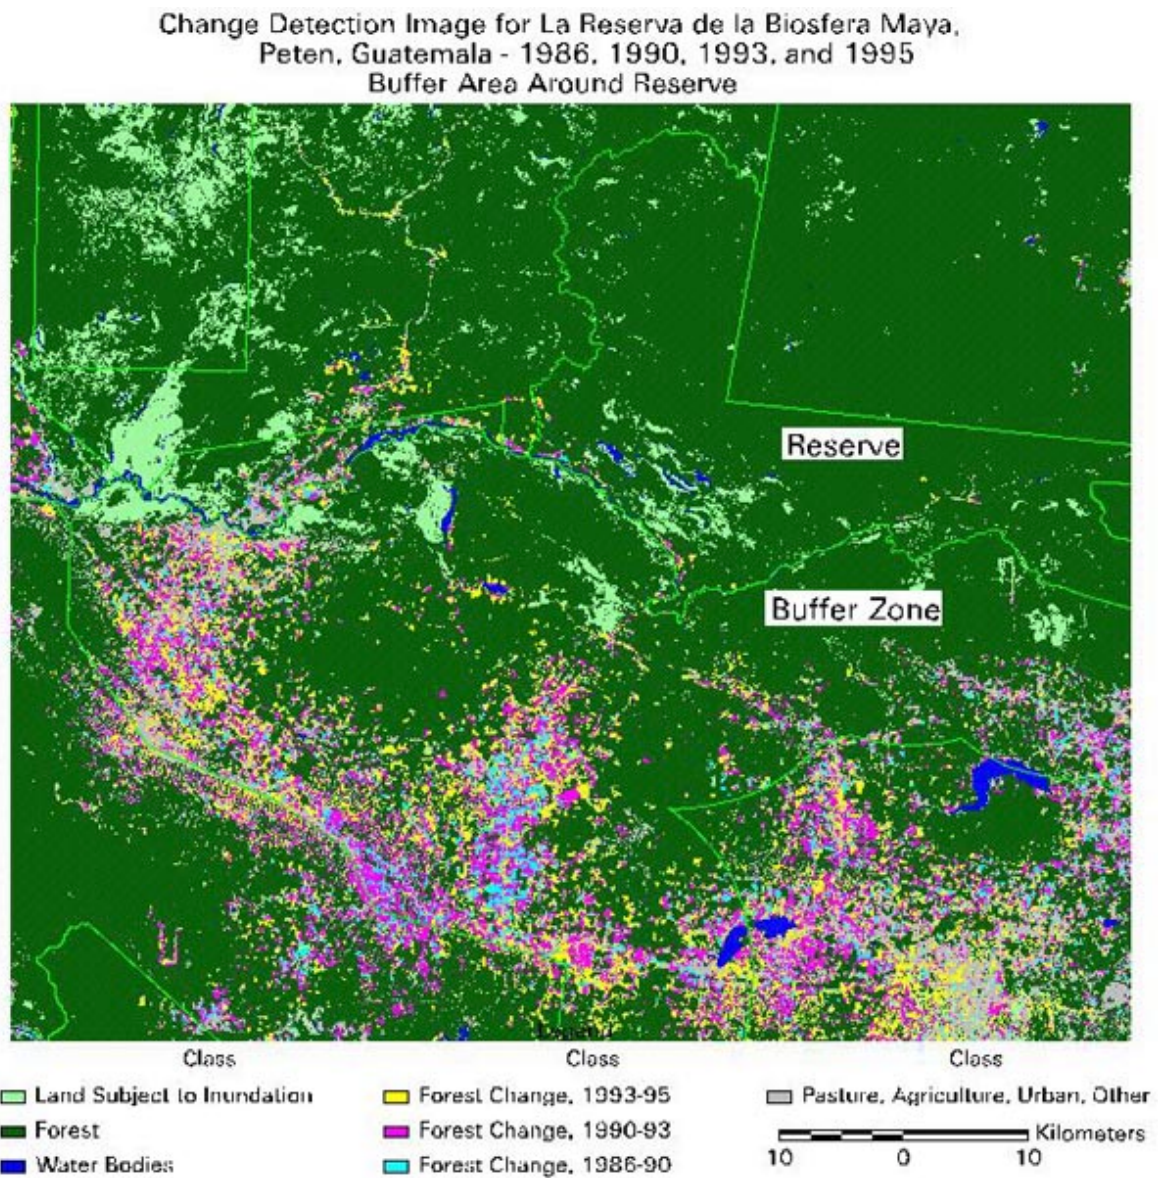 Change Detection Image for La Reserva de la Biosfera Maya,
Peten, Guatemala - 1986, 1990, 1993, and 1995
Buffer Area Around Reserve
Reserve
Buffer Zone
Class Class Class
Land Subject to Inundation Forest Change, 1993-95 Pasture, Agriculture, Urban, Other
Forest Forest Change, 1990-93 Kilometers
Water Bodies Forest Change, 1986-90 10 0 10